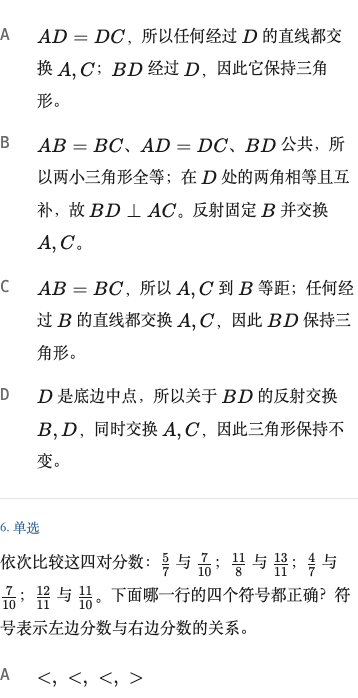 A $AD = DC$，所以任何经过 $D$ 的直线都交
换 $A, C$；$BD$ 经过 $D$，因此它保持三角
形。
B $AB = BC$、$AD = DC$、$BD$ 公共，所
以两小三角形全等；在 $D$ 处的两角相等且互
补，故 $BD \perp AC$。反射固定 $B$ 并交换
$A, C$。
C $AB = BC$，所以 $A, C$ 到 $B$ 等距；任何经
过 $B$ 的直线都交换 $A, C$，因此 $BD$ 保持三
角形。
D $D$ 是底边中点，所以关于 $BD$ 的反射交换
$B, D$，同时交换 $A, C$，因此三角形保持不
变。
6. 单选
依次比较这四对分数：$\frac{5}{7}$ 与 $\frac{7}{10}$；$\frac{11}{8}$ 与 $\frac{13}{11}$；$\frac{4}{7}$ 与
$\frac{7}{10}$；$\frac{12}{11}$ 与 $\frac{11}{10}$。下面哪一行的四个符号都正确？符
号表示左边分数与右边分数的关系。
A $<, <, <, >$